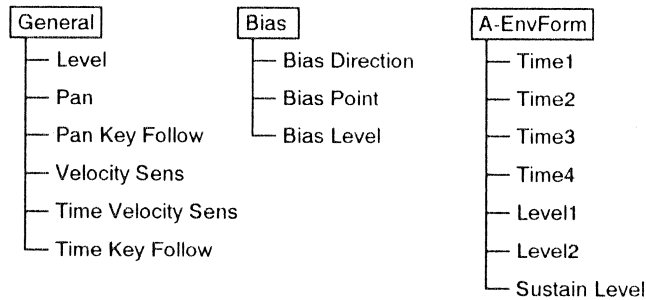 General
Level
Pan
Pan Key Follow
Velocity Sens
Time Velocity Sens
Time Key Follow
Bias
Bias Direction
Bias Point
Bias Level
A-EnvForm
Time1
Time2
Time3
Time4
Level1
Level2
Sustain Level